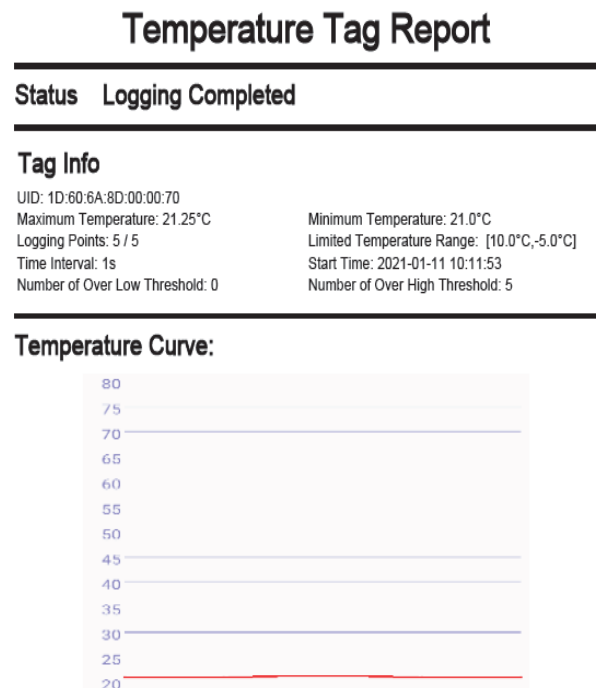 Temperature Tag Report
Status Logging Completed
Tag Info
UID: 1D:60:6A:8D:00:00:70
Maximum Temperature: 21.25°C Minimum Temperature: 21.0°C
Logging Points: 5 / 5 Limited Temperature Range: [10.0°C,-5.0°C]
Time Interval: 1s Start Time: 2021-01-11 10:11:53
Number of Over Low Threshold: 0 Number of Over High Threshold: 5
Temperature Curve:
80
75
70
65
60
55
50
45
40
35
30
25
20